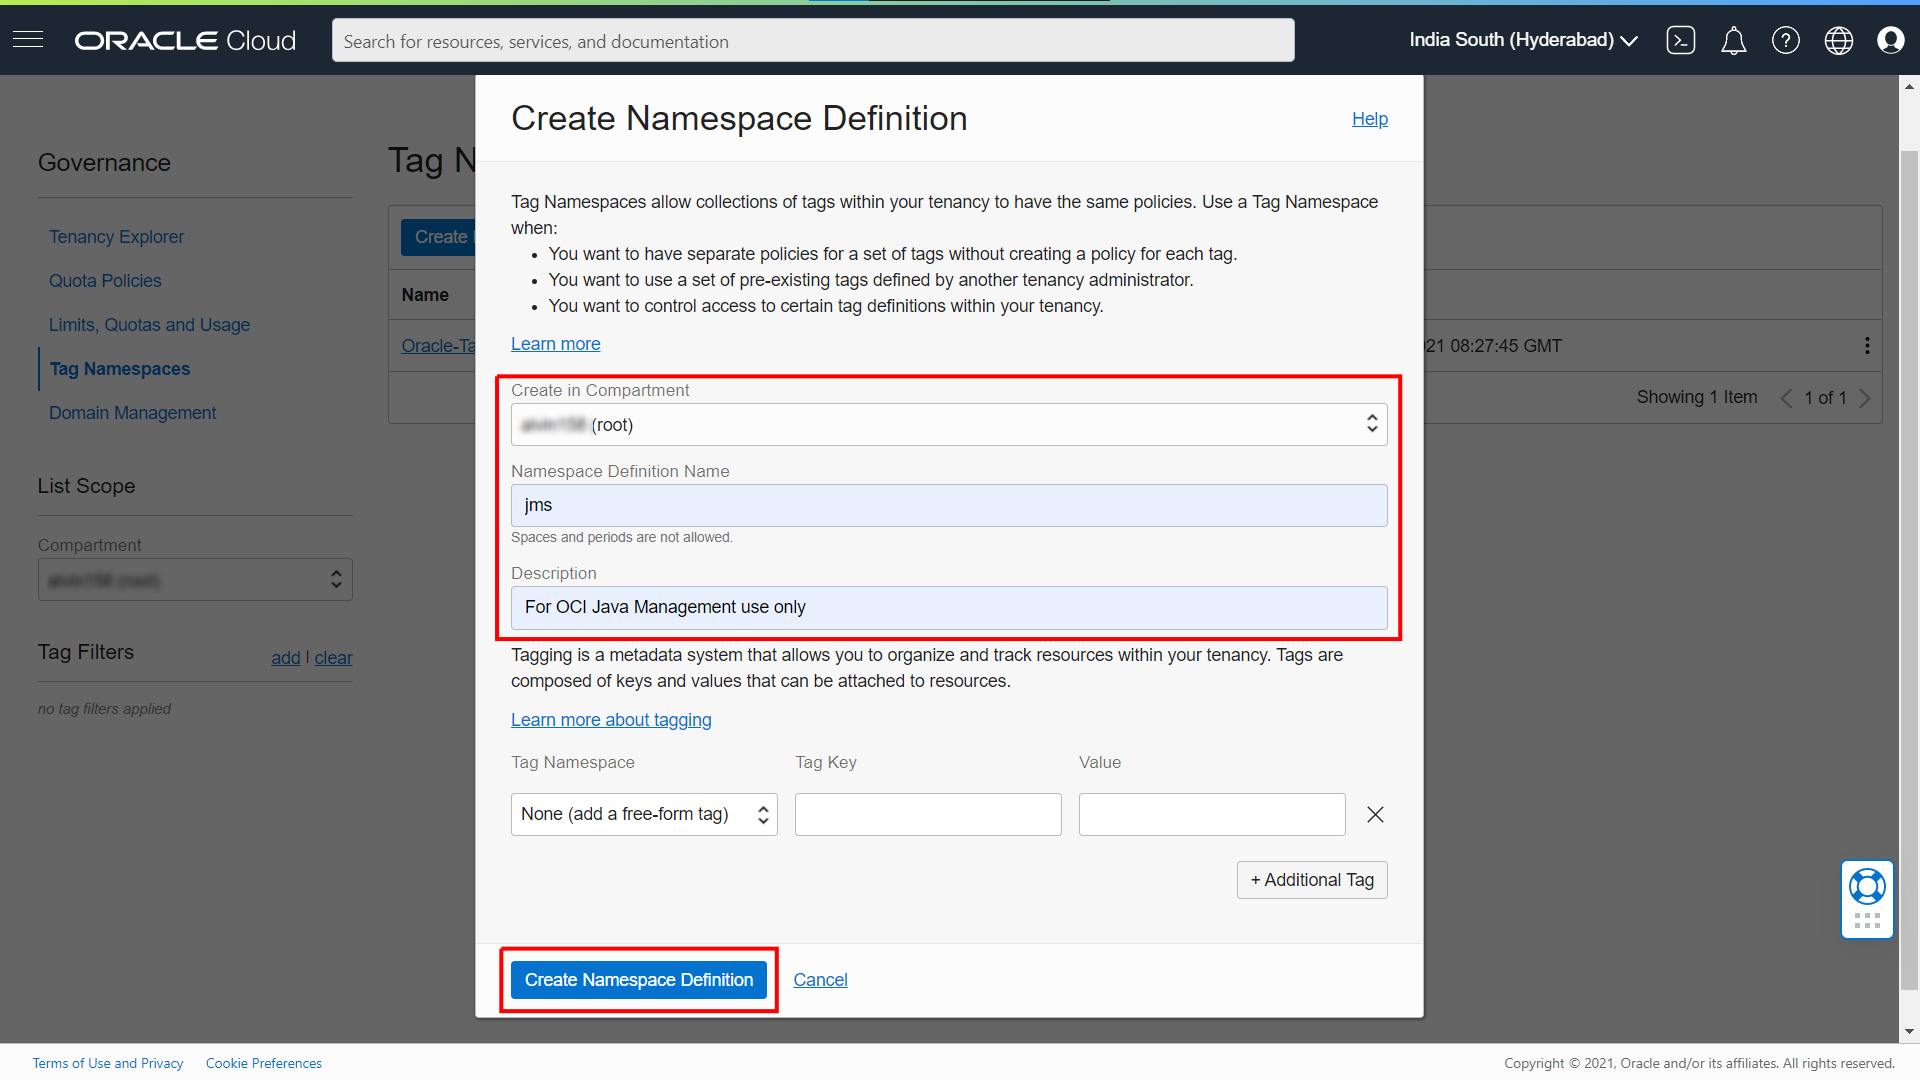 ORACLE Cloud
Search for resources, services, and documentation
India South (Hyderabad)
Governance
Tenancy Explorer
Quota Policies
Limits, Quotas and Usage
Tag Namespaces
Domain Management
List Scope
Compartment
Tag Filters
add | clear
no tag filters applied
Tag N
Create
Name
Oracle-Ta
21 08:27:45 GMT
Showing 1 Item
1 of 1
Create Namespace Definition
Help
Tag Namespaces allow collections of tags within your tenancy to have the same policies. Use a Tag Namespace
when:
• You want to have separate policies for a set of tags without creating a policy for each tag.
• You want to use a set of pre-existing tags defined by another tenancy administrator.
• You want to control access to certain tag definitions within your tenancy.
Learn more
Create in Compartment
(root)
Namespace Definition Name
jms
Spaces and periods are not allowed.
Description
For OCI Java Management use only
Tagging is a metadata system that allows you to organize and track resources within your tenancy. Tags are
composed of keys and values that can be attached to resources.
Learn more about tagging
Tag Namespace
Tag Key
Value
None (add a free-form tag)
+ Additional Tag
Create Namespace Definition
Cancel
Terms of Use and Privacy
Cookie Preferences
Copyright © 2021, Oracle and/or its affiliates. All rights reserved.